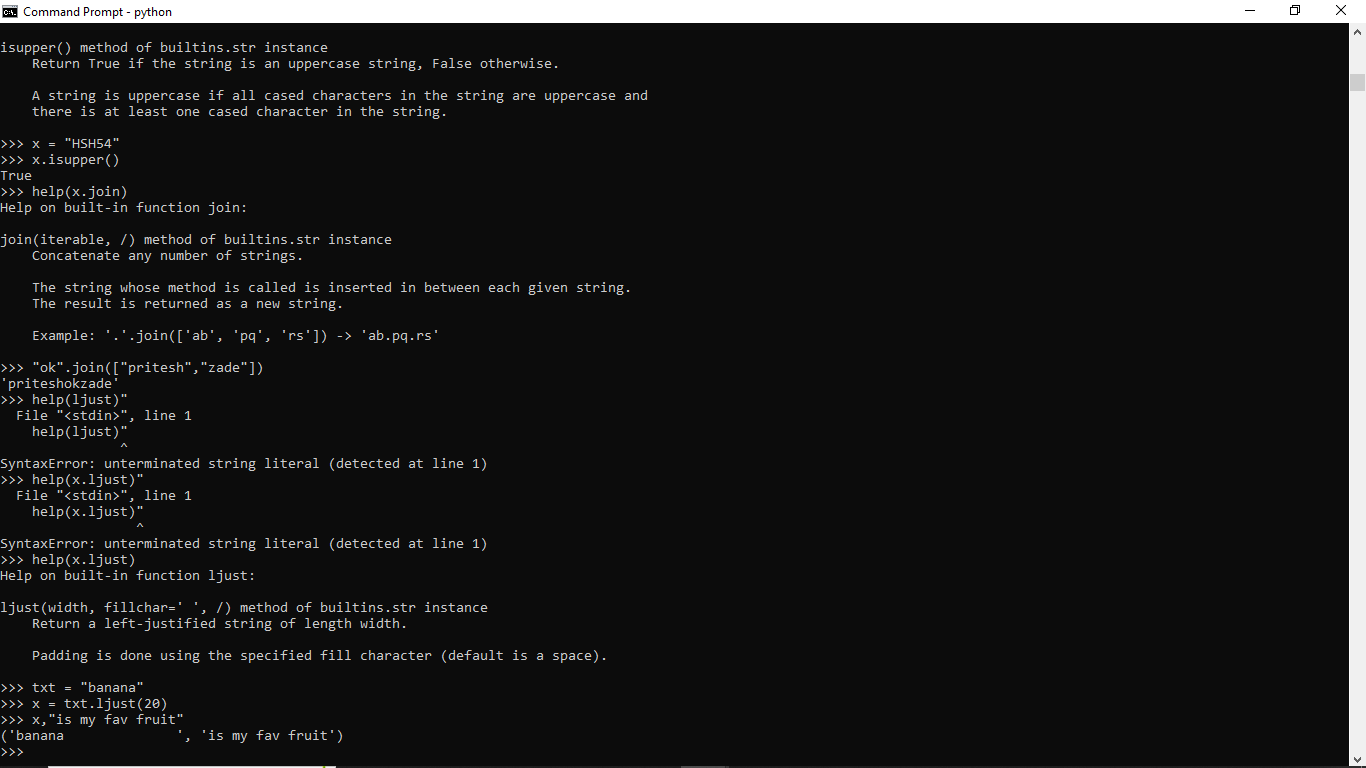 Command Prompt - python
isupper() method of builtins.str instance
    Return True if the string is an uppercase string, False otherwise.

    A string is uppercase if all cased characters in the string are uppercase and
    there is at least one cased character in the string.

>>> x = "HSH54"
>>> x.isupper()
True
>>> help(x.join)
Help on built-in function join:

join(iterable, /) method of builtins.str instance
    Concatenate any number of strings.

    The string whose method is called is inserted in between each given string.
    The result is returned as a new string.

    Example: '.'.join(['ab', 'pq', 'rs']) -> 'ab.pq.rs'

>>> "ok".join(["pritesh","zade"])
'priteshokzade'
>>> help(ljust)"
  File "<stdin>", line 1
    help(ljust)"
               ^
SyntaxError: unterminated string literal (detected at line 1)
>>> help(x.ljust)"
  File "<stdin>", line 1
    help(x.ljust)"
                 ^
SyntaxError: unterminated string literal (detected at line 1)
>>> help(x.ljust)
Help on built-in function ljust:

ljust(width, fillchar=' ', /) method of builtins.str instance
    Return a left-justified string of length width.

    Padding is done using the specified fill character (default is a space).

>>> txt = "banana"
>>> x = txt.ljust(20)
>>> x,"is my fav fruit"
('banana              ', 'is my fav fruit')
>>>